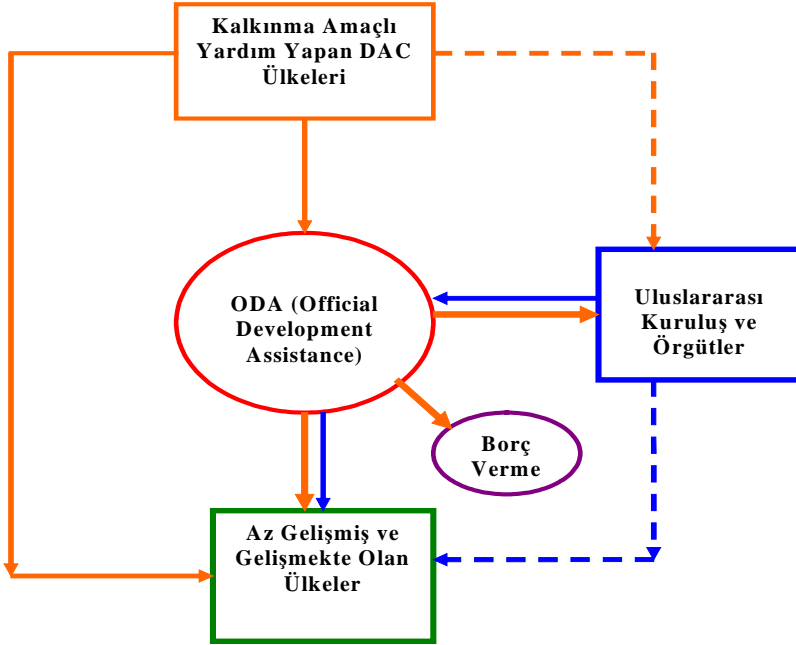 Kalkınma Amaçlı
Yardım Yapan DAC
Ülkeleri
ODA (Official
Development
Assistance)
Uluslararası
Kuruluş ve
Örgütler
Borç
Verme
Az Gelişmiş ve
Gelişmekte Olan
Ülkeler